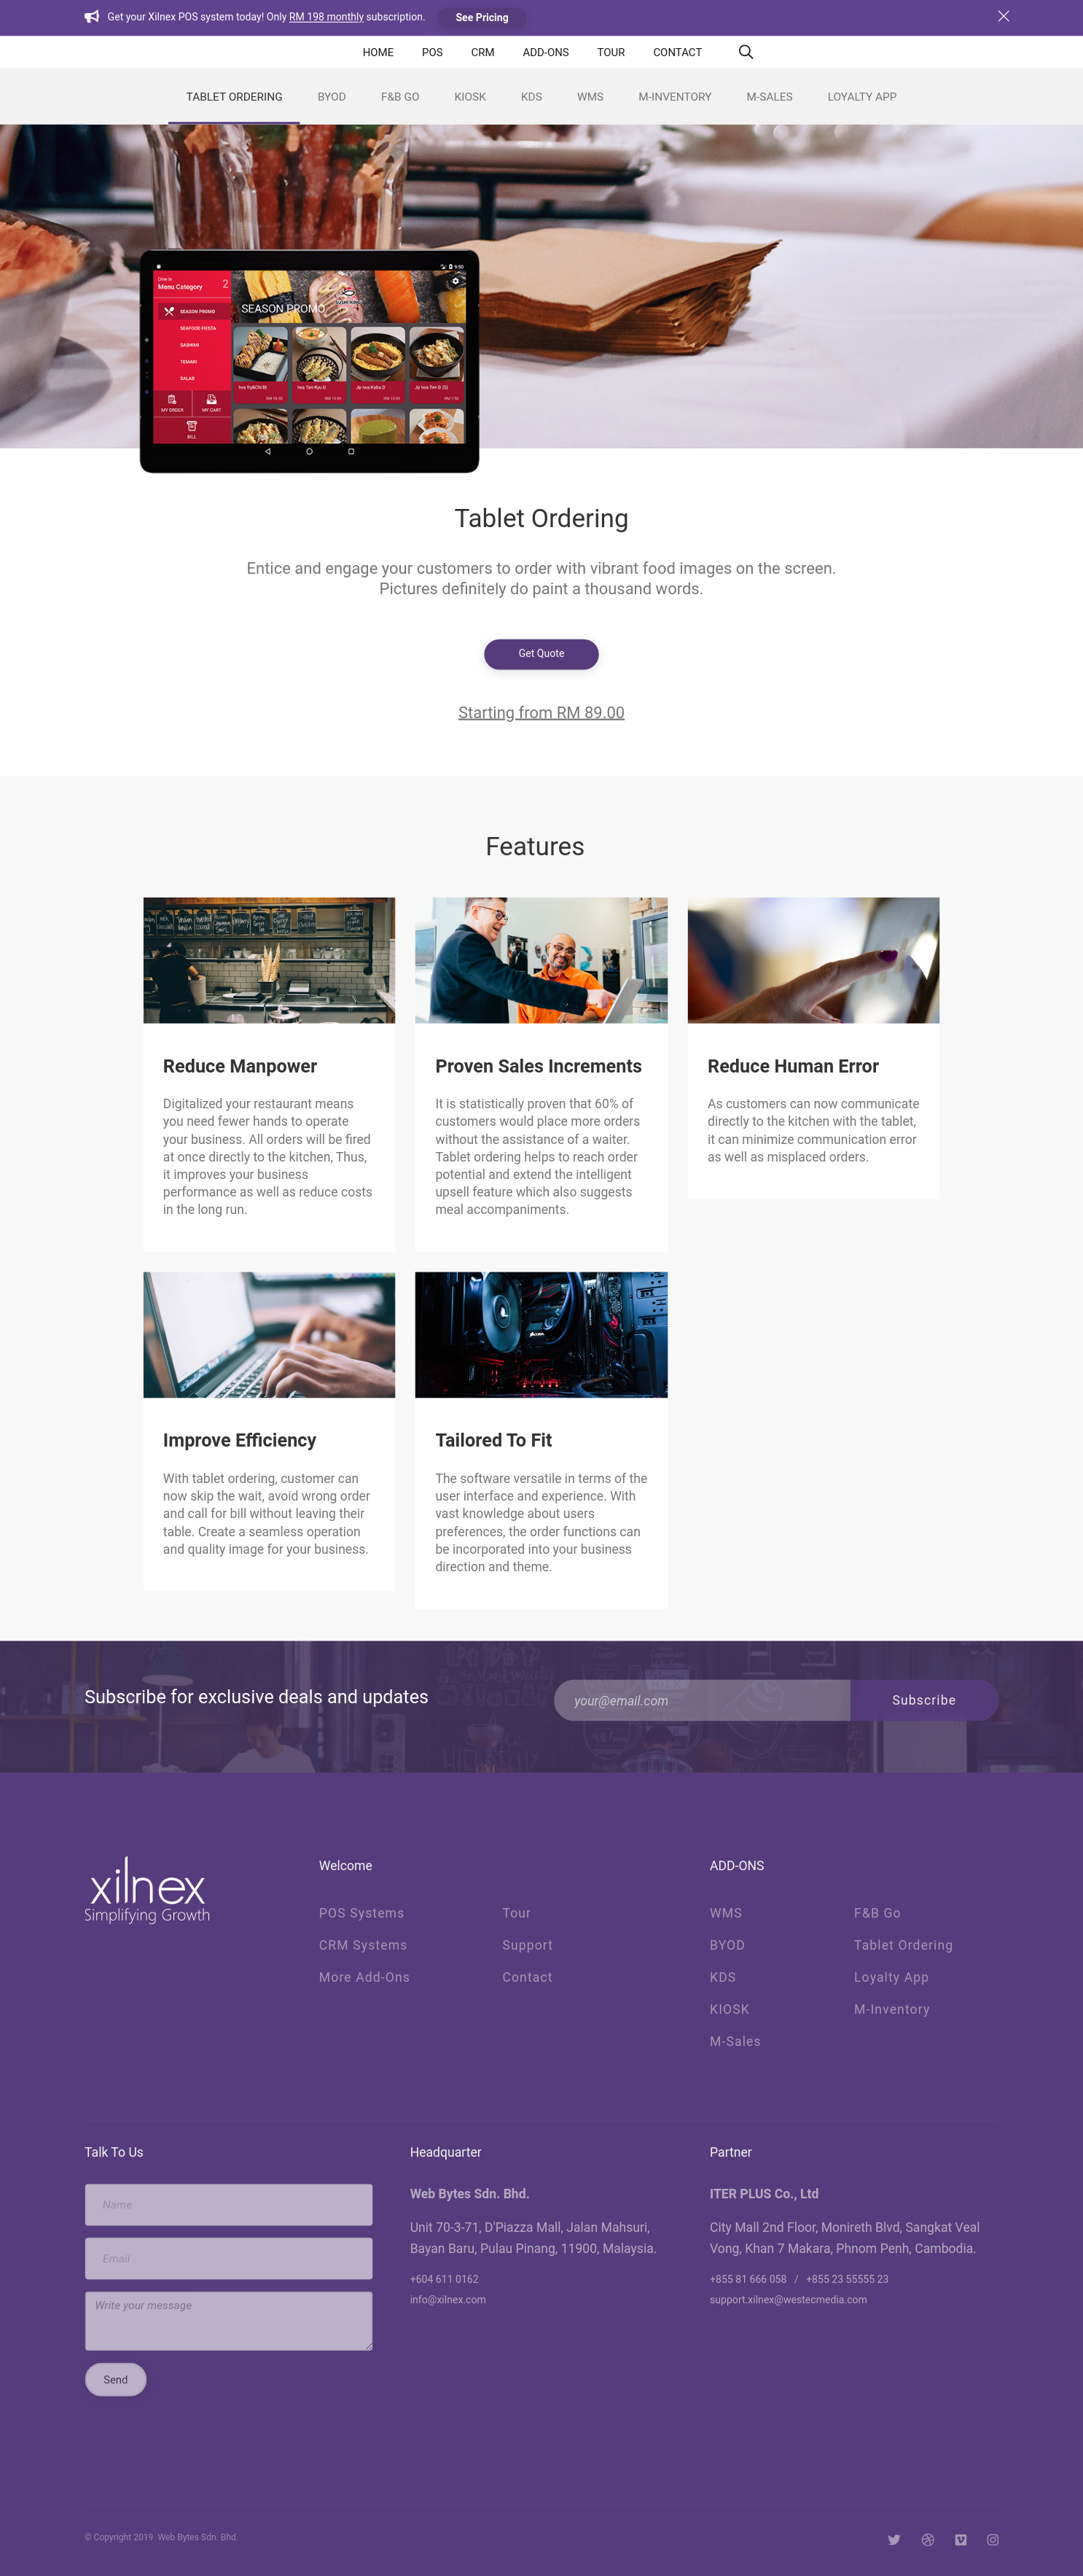 Get your Xilnex POS system today! Only RM 198 monthly subscription. See Pricing
HOME POS CRM ADD-ONS TOUR CONTACT
TABLET ORDERING BYOD F&B GO KIOSK KDS WMS M-INVENTORY M-SALES LOYALTY APP
9:50
Dine In
Menu Category 2
SEASON PROMO
SEAFOOD FIESTA
SASHIMI
TEMAKI
SALAD
MY ORDER MY CART
BILL
SEASON PROMO
SUSHI KING
Tablet Ordering
Entice and engage your customers to order with vibrant food images on the screen.
Pictures definitely do paint a thousand words.
Get Quote
Starting from RM 89.00
Features
Reduce Manpower
Digitalized your restaurant means
you need fewer hands to operate
your business. All orders will be fired
at once directly to the kitchen, Thus,
it improves your business
performance as well as reduce costs
in the long run.
Proven Sales Increments
It is statistically proven that 60% of
customers would place more orders
without the assistance of a waiter.
Tablet ordering helps to reach order
potential and extend the intelligent
upsell feature which also suggests
meal accompaniments.
Reduce Human Error
As customers can now communicate
directly to the kitchen with the tablet,
it can minimize communication error
as well as misplaced orders.
Improve Efficiency
With tablet ordering, customer can
now skip the wait, avoid wrong order
and call for bill without leaving their
table. Create a seamless operation
and quality image for your business.
Tailored To Fit
The software versatile in terms of the
user interface and experience. With
vast knowledge about users
preferences, the order functions can
be incorporated into your business
direction and theme.
Subscribe for exclusive deals and updates
your@email.com
Subscribe
xilnex
Simplifying Growth
Welcome
POS Systems
CRM Systems
More Add-Ons
Tour
Support
Contact
ADD-ONS
WMS
BYOD
KDS
KIOSK
M-Sales
F&B Go
Tablet Ordering
Loyalty App
M-Inventory
Talk To Us
Name
Email
Write your message
Send
Headquarter
Web Bytes Sdn. Bhd.
Unit 70-3-71, D'Piazza Mall, Jalan Mahsuri,
Bayan Baru, Pulau Pinang, 11900, Malaysia.
+604 611 0162
info@xilnex.com
Partner
ITER PLUS Co., Ltd
City Mall 2nd Floor, Monireth Blvd, Sangkat Veal
Vong, Khan 7 Makara, Phnom Penh, Cambodia.
+855 81 666 058 / +855 23 55555 23
support.xilnex@westecmedia.com
© Copyright 2019 Web Bytes Sdn. Bhd.